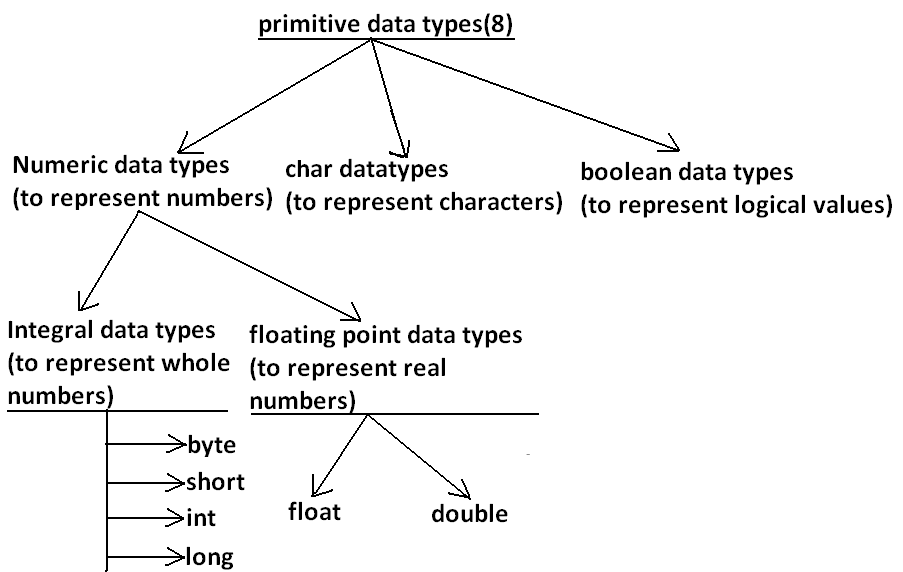 primitive data types(8)
Numeric data types
(to represent numbers)
char datatypes
(to represent characters)
boolean data types
(to represent logical values)
Integral data types
(to represent whole
numbers)
floating point data types
(to represent real
numbers)
byte
short
int
long
float
double